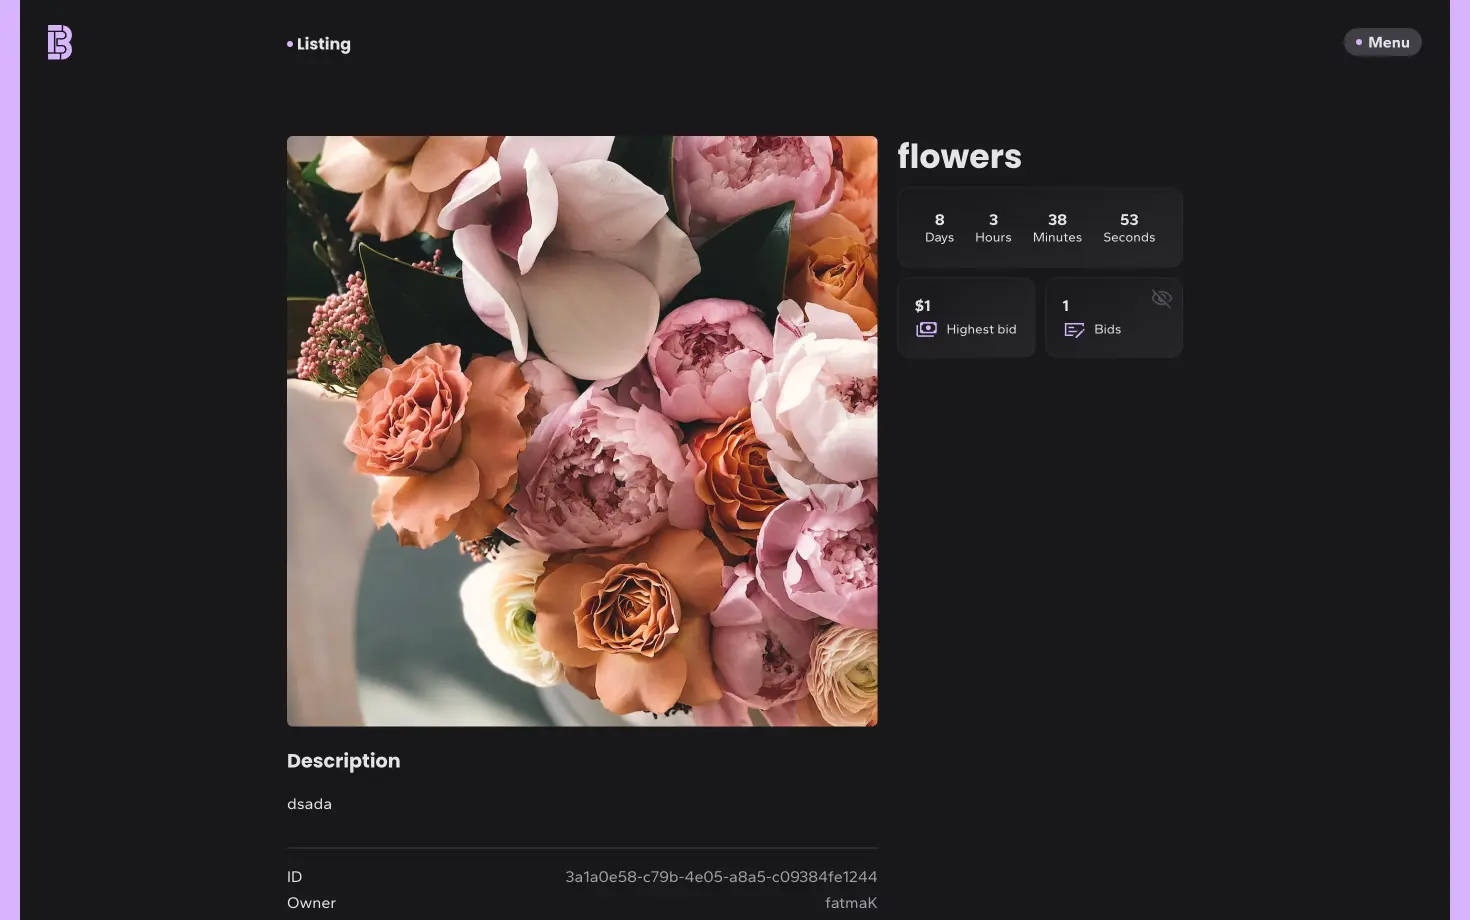 Listing
Menu
flowers
8 3 38 53
Days Hours Minutes Seconds
$1
Highest bid
1
Bids
Description
dsada
ID 3a1a0e58-c79b-4e05-a8a5-c09384fe1244
Owner fatmaK